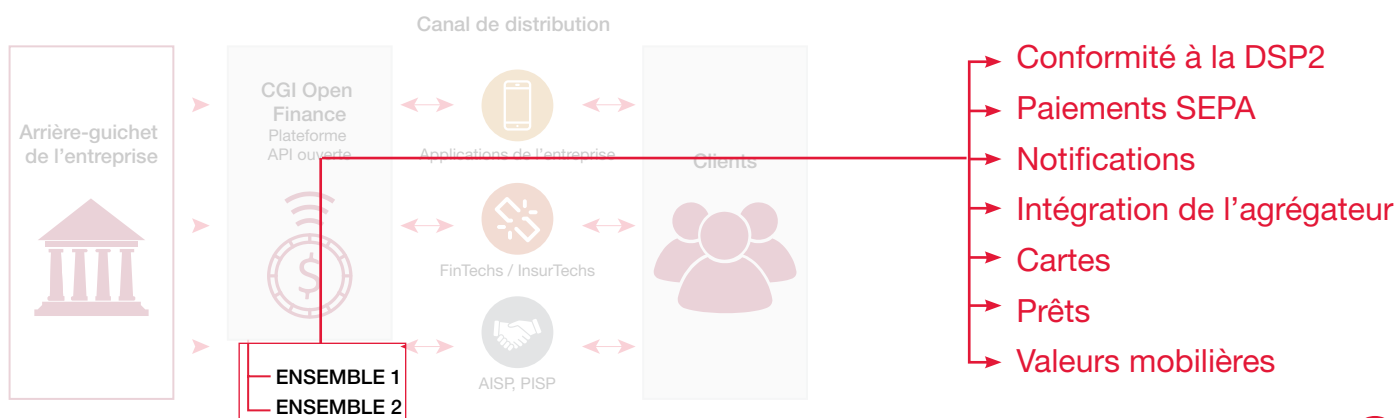 Canal de distribution
Arrière-guichet
de l'entreprise
CGI Open
Finance
Plateforme
API ouverte
Applications de l'entreprise
FinTechs / InsurTechs
AISP, PISP
Clients
ENSEMBLE 1
ENSEMBLE 2
Conformité à la DSP2
Paiements SEPA
Notifications
Intégration de l'agrégateur
Cartes
Prêts
Valeurs mobilières